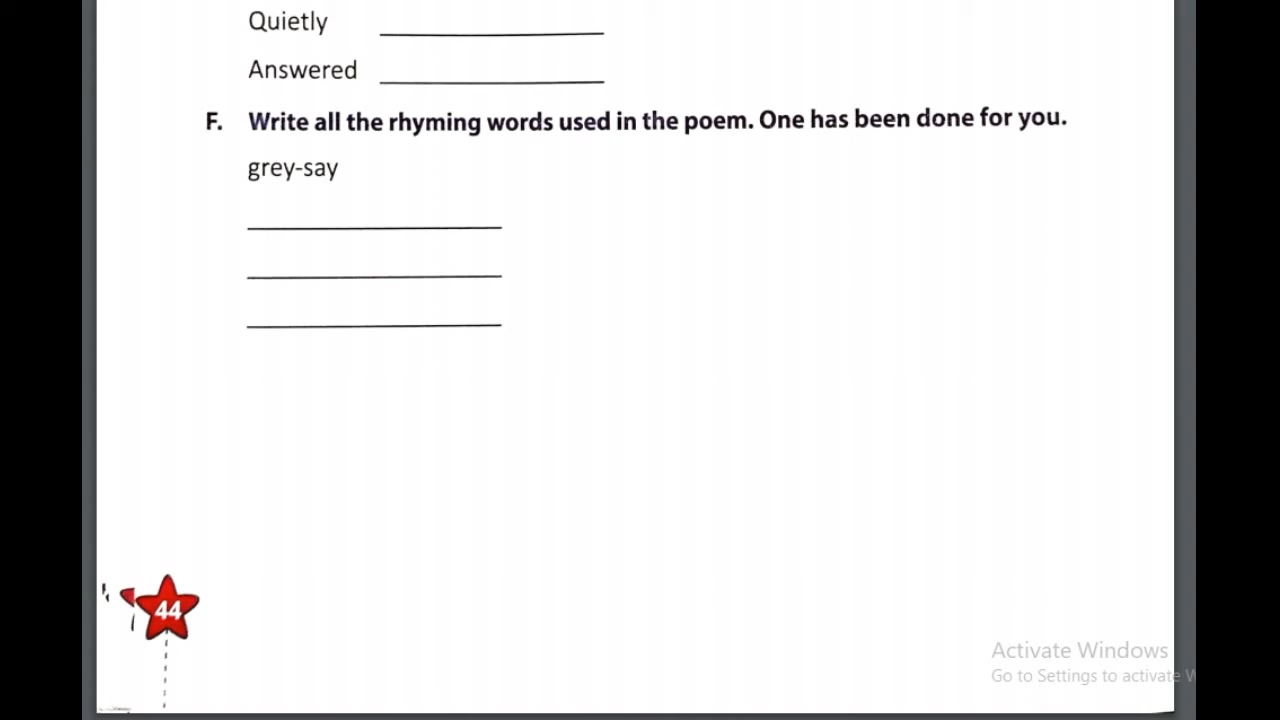 Quietly
Answered
F. Write all the rhyming words used in the poem. One has been done for you.
grey-say
44
Activate Windows
Go to Settings to activate W